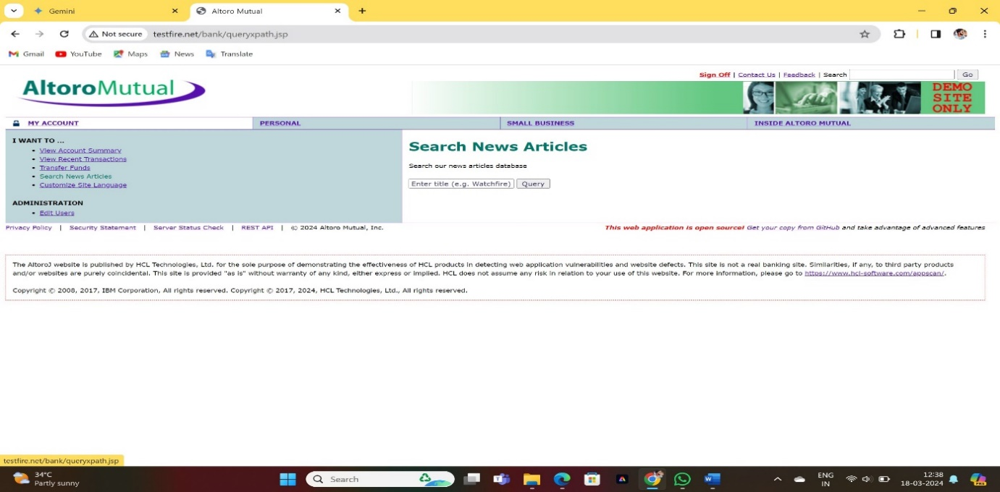 Gemini
Altoro Mutual
Not secure testfire.net/bank/queryxpath.jsp
Gmail YouTube Maps News Translate
Sign Off | Contact Us | Feedback | Search Go
AltoroMutual
DEMO
SITE
ONLY
MY ACCOUNT PERSONAL SMALL BUSINESS INSIDE ALTORO MUTUAL
I WANT TO ...
View Account Summary
View Recent Transactions
Transfer Funds
Search News Articles
Customize Site Language
ADMINISTRATION
Edit Users
Search News Articles
Search our news articles database
Enter title (e.g. Watchfire) Query
Privacy Policy | Security Statement | Server Status Check | REST API | © 2024 Altoro Mutual, Inc.
This web application is open source! Get your copy from GitHub and take advantage of advanced features
The AltoroJ website is published by HCL Technologies, Ltd. for the sole purpose of demonstrating the effectiveness of HCL products in detecting web application vulnerabilities and website defects. This site is not a real banking site. Similarities, if any, to third party products
and/or websites are purely coincidental. This site is provided "as is" without warranty of any kind, either express or implied. HCL does not assume any risk in relation to your use of this website. For more information, please go to https://www.hcl-software.com/appscan/.
Copyright © 2008, 2017, IBM Corporation, All rights reserved. Copyright © 2017, 2024, HCL Technologies, Ltd., All rights reserved.
testfire.net/bank/queryxpath.jsp
34°C
Partly sunny
Search
ENG
IN
12:38
18-03-2024